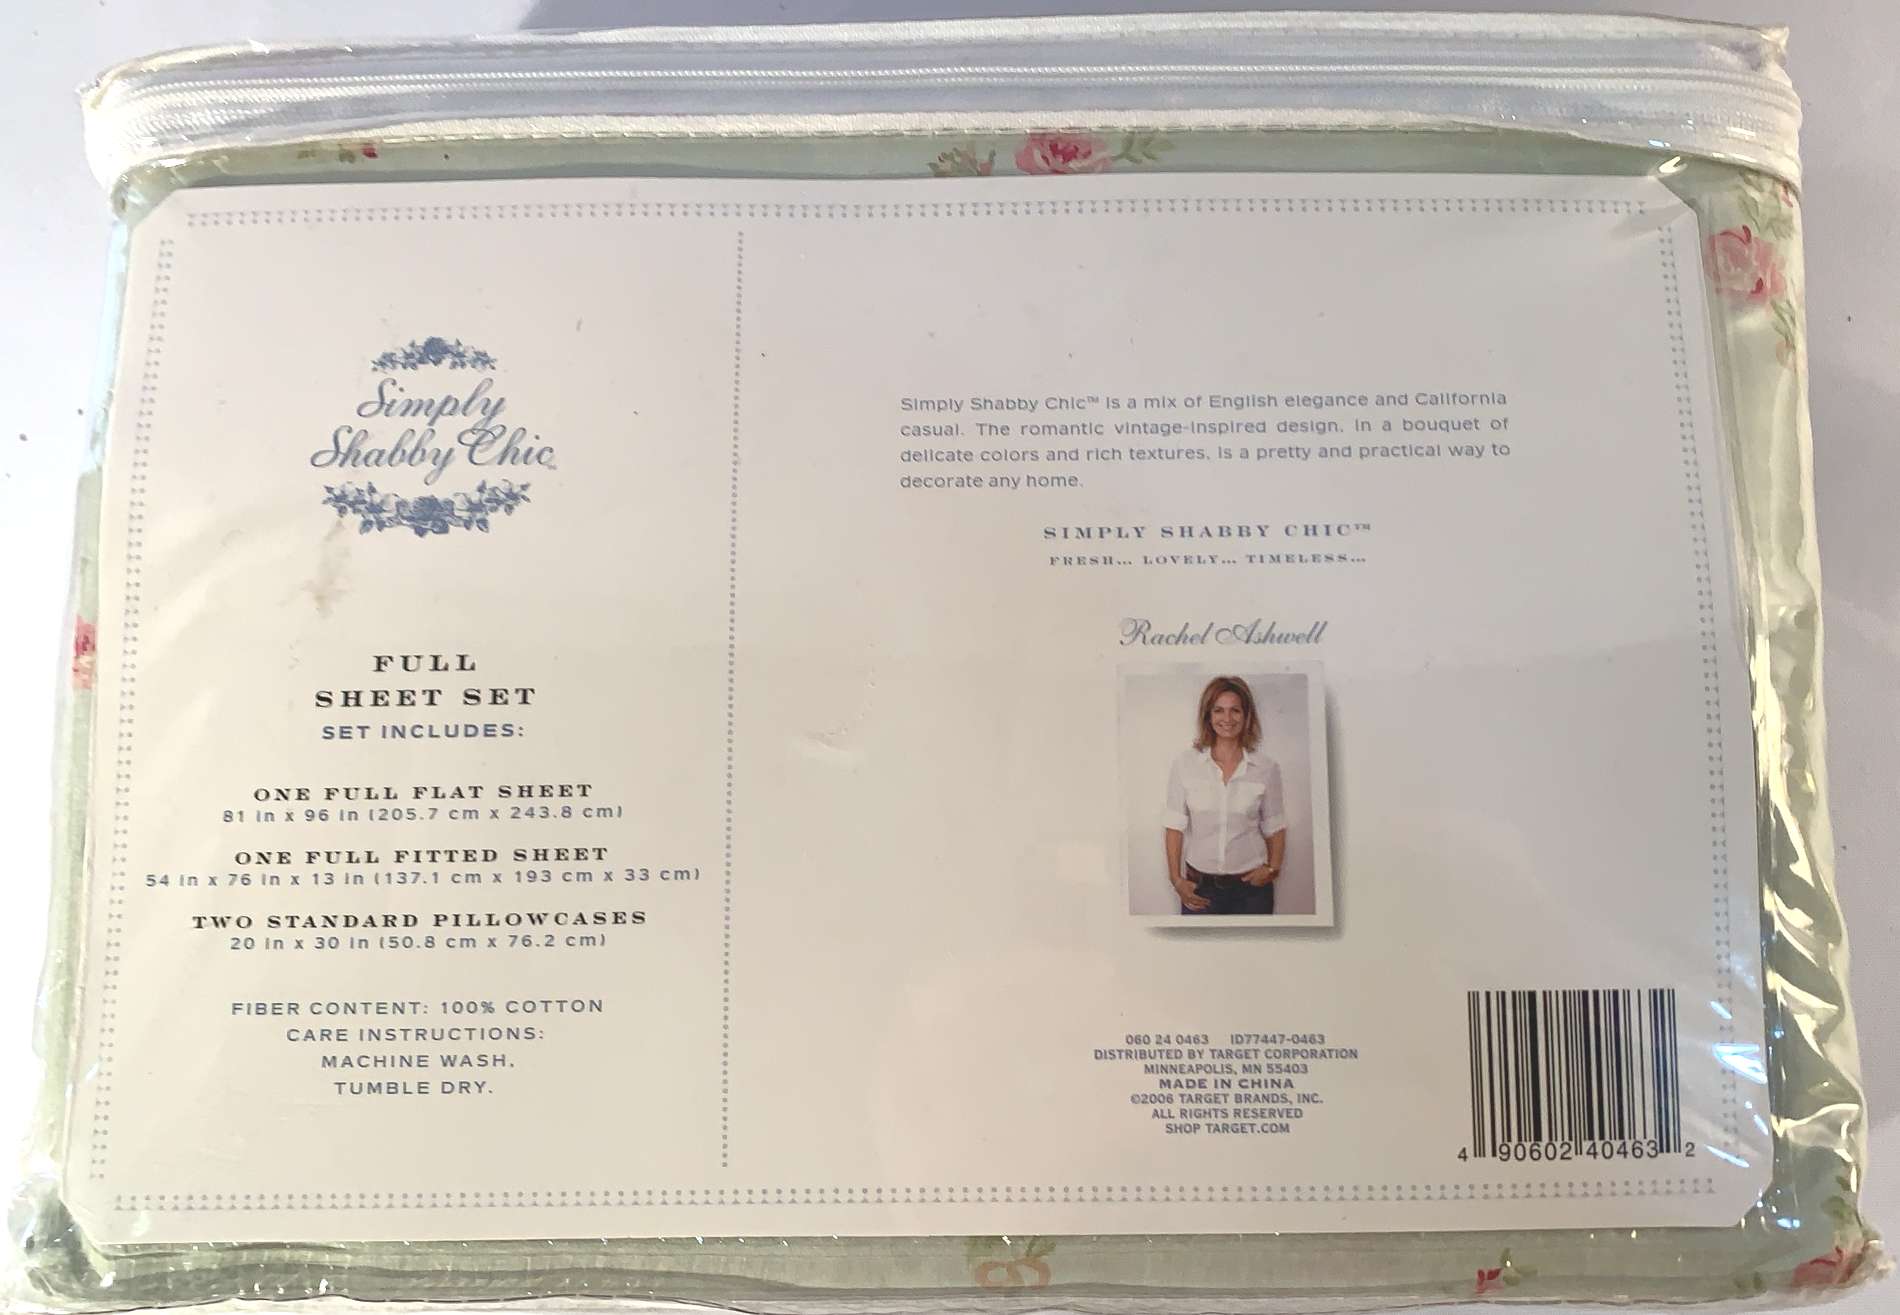 Simply
Shabby Chic™
FULL
SHEET SET
SET INCLUDES:
ONE FULL FLAT SHEET
81 in x 96 in (205.7 cm x 243.8 cm)
ONE FULL FITTED SHEET
54 in x 76 in x 13 in (137.1 cm x 193 cm x 33 cm)
TWO STANDARD PILLOWCASES
20 in x 30 in (50.8 cm x 76.2 cm)
FIBER CONTENT: 100% COTTON
CARE INSTRUCTIONS:
MACHINE WASH.
TUMBLE DRY.
Simply Shabby Chic™ is a mix of English elegance and California
casual. The romantic vintage-inspired design, in a bouquet of
delicate colors and rich textures, is a pretty and practical way to
decorate any home.
SIMPLY SHABBY CHIC™
FRESH... LOVELY... TIMELESS...
Rachel Ashwell
060 24 0463 ID77447-0463
DISTRIBUTED BY TARGET CORPORATION
MINNEAPOLIS, MN 55403
MADE IN CHINA
©2006 TARGET BRANDS, INC.
ALL RIGHTS RESERVED
SHOP TARGET.COM
4 90602 40463 2